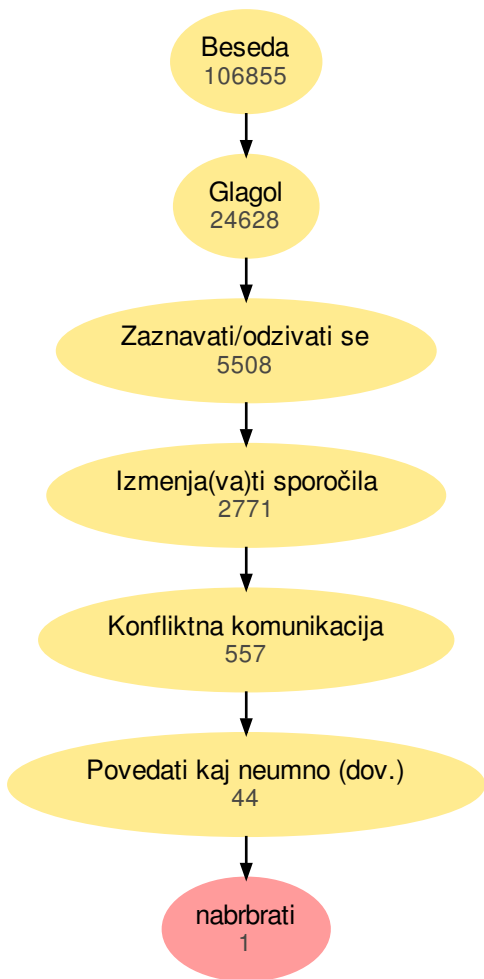 Beseda
106855
Glagol
24628
Zaznavati/odzivati se
5508
Izmenja(va)ti sporočila
2771
Konfliktna komunikacija
557
Povedati kaj neumno (dov.)
44
nabrbrati
1